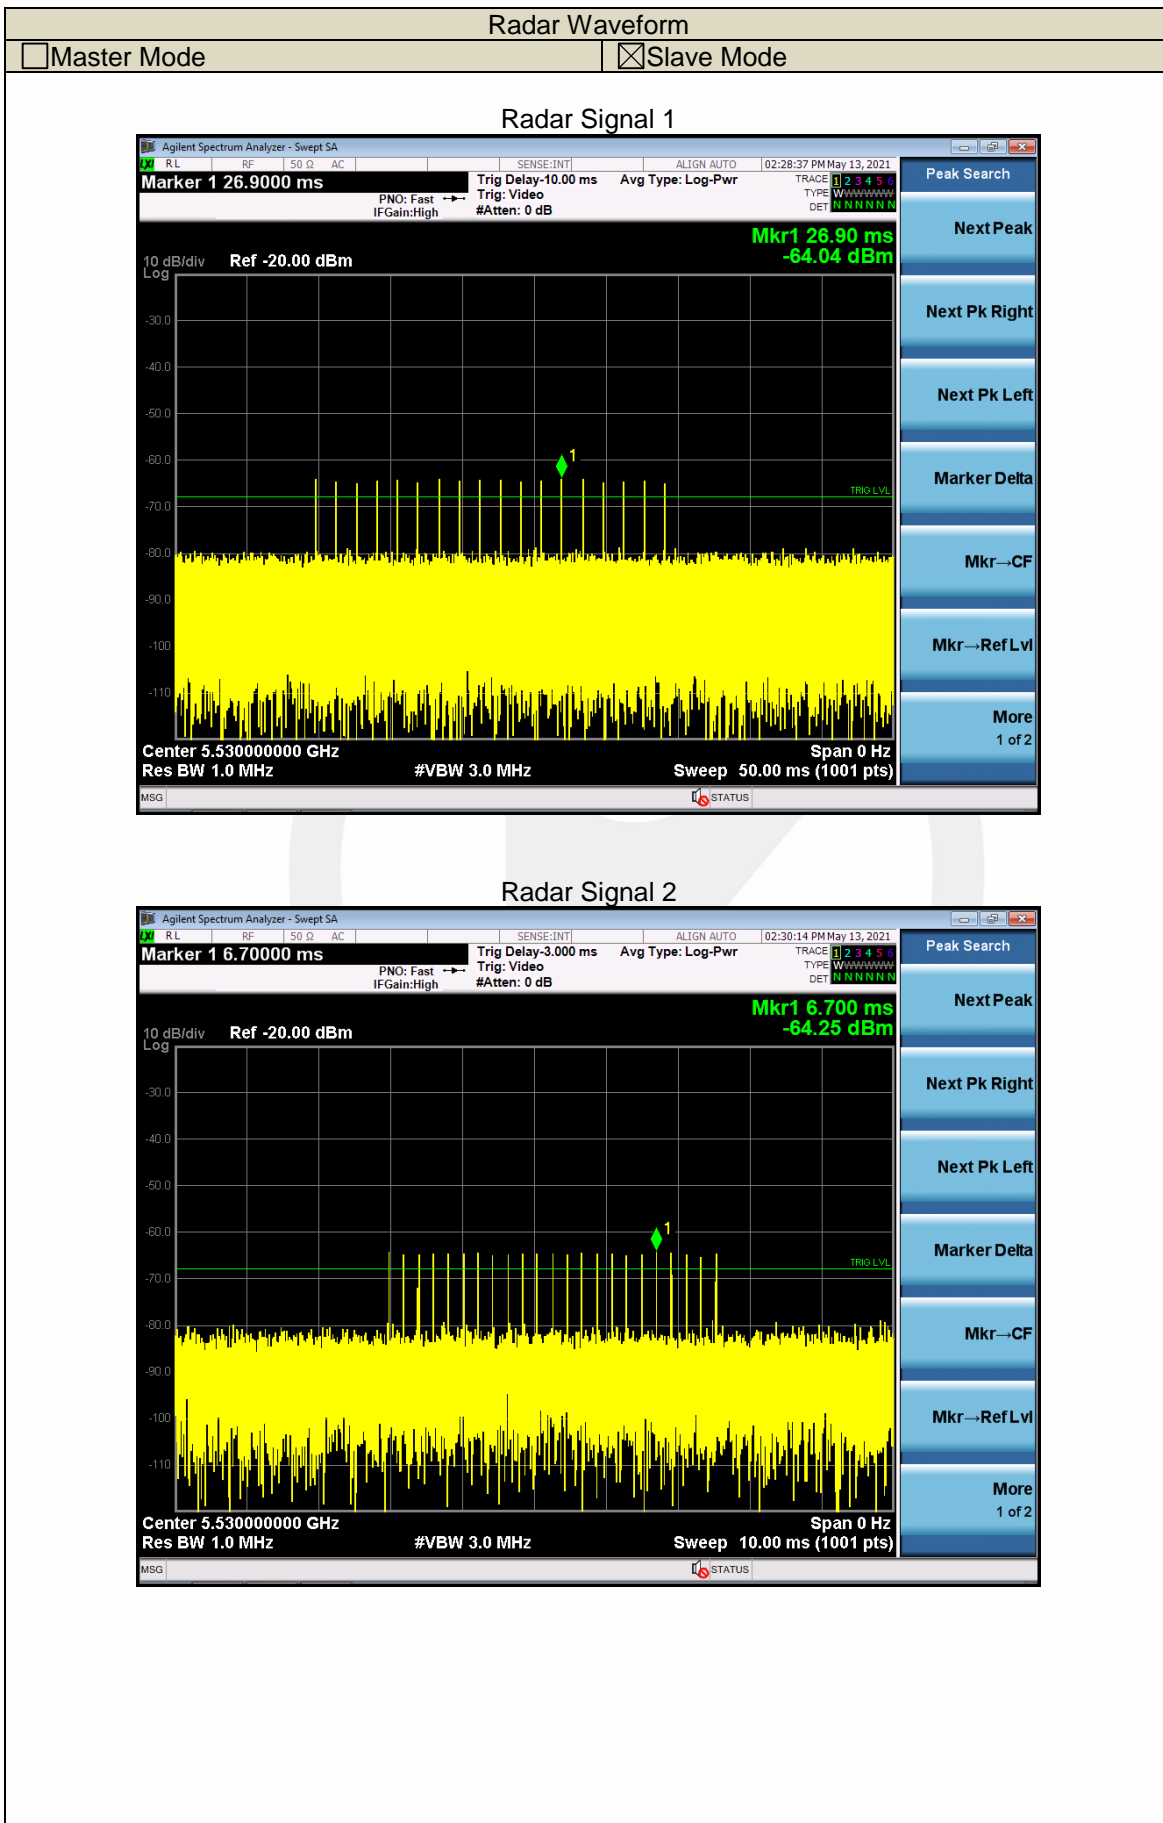 Radar Waveform
☐Master Mode ☒Slave Mode
Radar Signal 1
Agilent Spectrum Analyzer - Swept SA
LXI RL RF 50 Ω AC SENSE:INT ALIGN AUTO 02:28:37 PM May 13, 2021
Marker 1 26.9000 ms
PNO: Fast
IFGain:High
Trig Delay-10.00 ms
Trig: Video
#Atten: 0 dB
Avg Type: Log-Pwr
TRACE 1 2 3 4 5 6
TYPE WWWWWW
DET N N N N N N
Peak Search
Mkr1 26.90 ms
-64.04 dBm
10 dB/div Ref -20.00 dBm
Log
-30.0
-40.0
-50.0
-60.0
-70.0
-80.0
-90.0
-100
-110
1
TRIG LVL
Center 5.530000000 GHz Span 0 Hz
Res BW 1.0 MHz #VBW 3.0 MHz Sweep 50.00 ms (1001 pts)
MSG STATUS
Next Peak
Next Pk Right
Next Pk Left
Marker Delta
Mkr→CF
Mkr→Ref Lvl
More
1 of 2
Radar Signal 2
Agilent Spectrum Analyzer - Swept SA
LXI RL RF 50 Ω AC SENSE:INT ALIGN AUTO 02:30:14 PM May 13, 2021
Marker 1 6.70000 ms
PNO: Fast
IFGain:High
Trig Delay-3.000 ms
Trig: Video
#Atten: 0 dB
Avg Type: Log-Pwr
TRACE 1 2 3 4 5 6
TYPE WWWWWW
DET N N N N N N
Peak Search
Mkr1 6.700 ms
-64.25 dBm
10 dB/div Ref -20.00 dBm
Log
-30.0
-40.0
-50.0
-60.0
-70.0
-80.0
-90.0
-100
-110
1
TRIG LVL
Center 5.530000000 GHz Span 0 Hz
Res BW 1.0 MHz #VBW 3.0 MHz Sweep 10.00 ms (1001 pts)
MSG STATUS
Next Peak
Next Pk Right
Next Pk Left
Marker Delta
Mkr→CF
Mkr→Ref Lvl
More
1 of 2